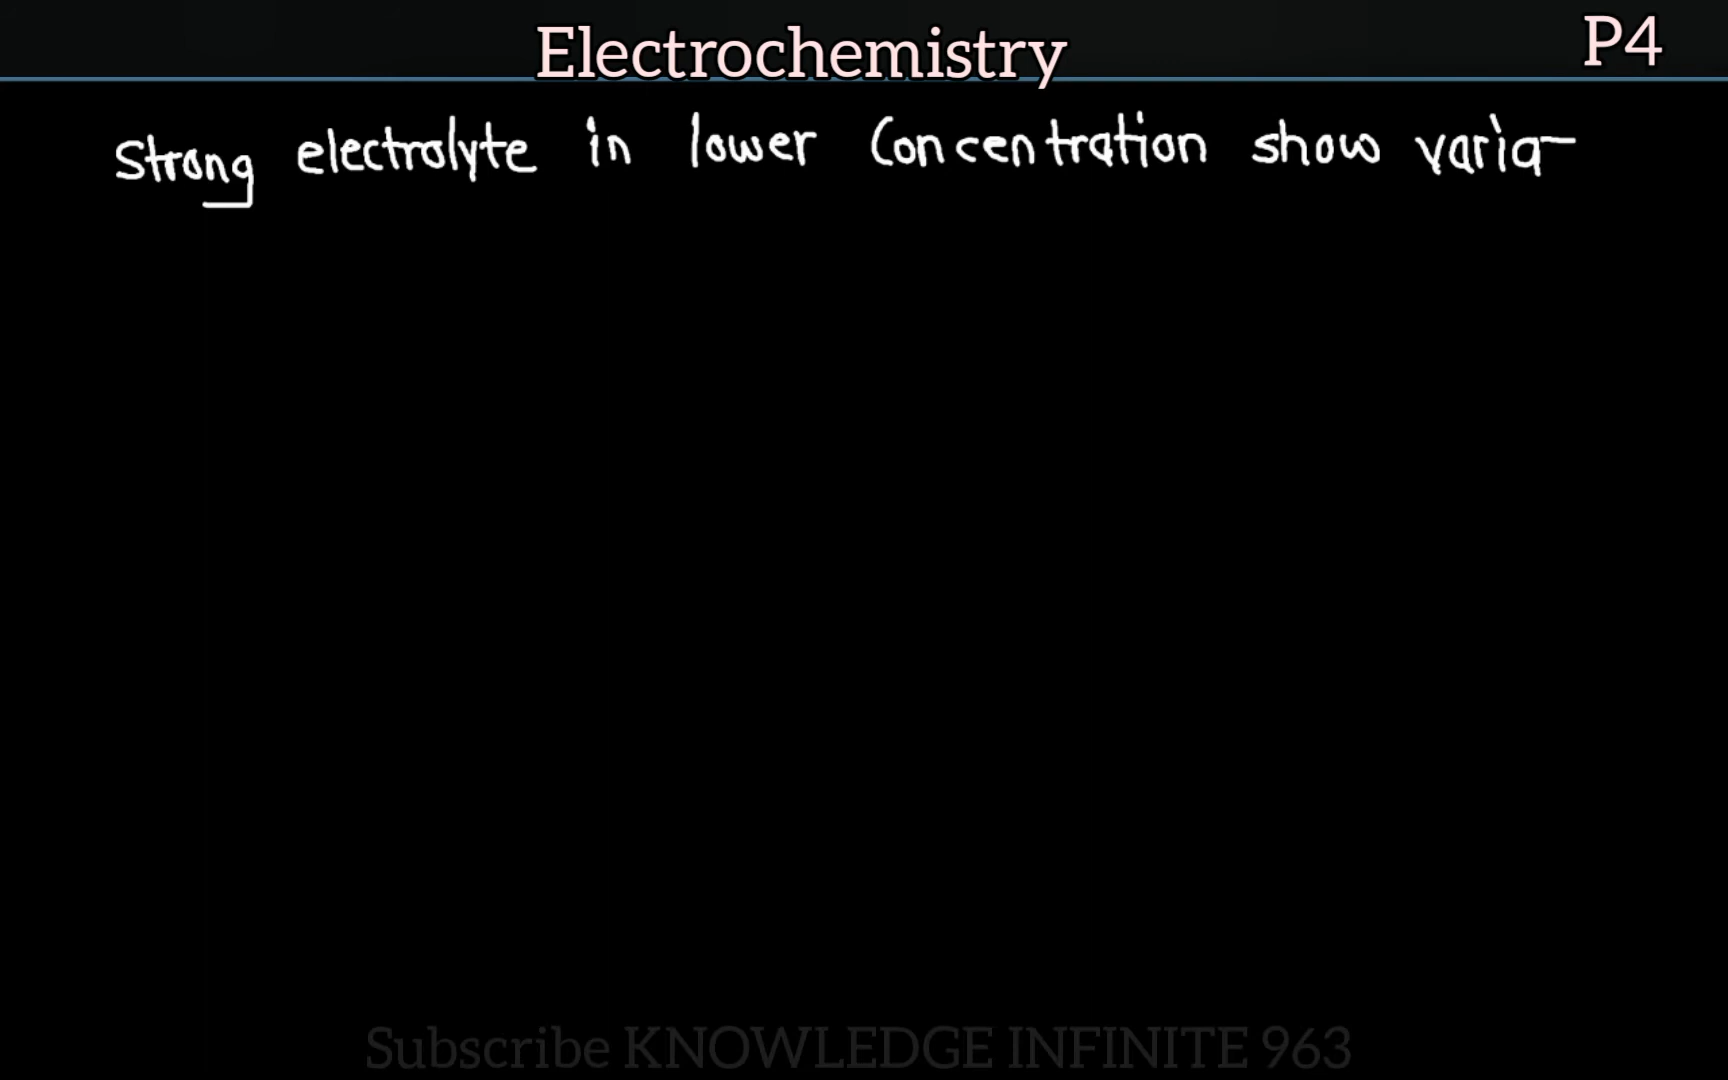 Electrochemistry
P4
Strong electrolyte in lower Concentration show varia-
Subscribe KNOWLEDGE INFINITE 963